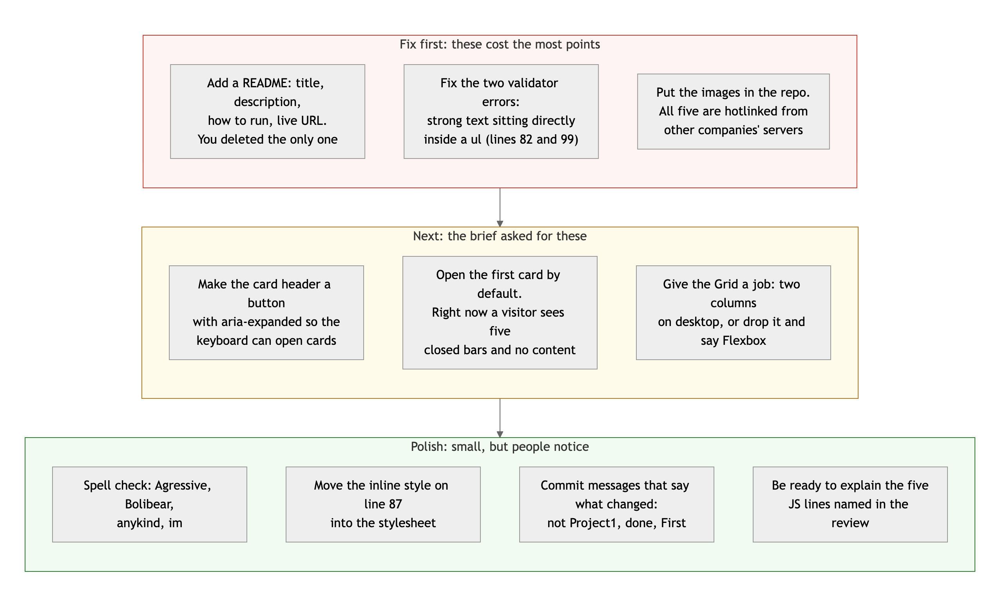 Fix first: these cost the most points
Add a README: title,
description,
how to run, live URL.
You deleted the only one
Fix the two validator
errors:
strong text sitting directly
inside a ul (lines 82 and 99)
Put the images in the repo.
All five are hotlinked from
other companies' servers
Next: the brief asked for these
Make the card header a
button
with aria-expanded so the
keyboard can open cards
Open the first card by
default.
Right now a visitor sees
five
closed bars and no content
Give the Grid a job: two
columns
on desktop, or drop it and
say Flexbox
Polish: small, but people notice
Spell check: Agressive,
Bolibear,
anykind, im
Move the inline style on
line 87
into the stylesheet
Commit messages that say
what changed:
not Project1, done, First
Be ready to explain the five
JS lines named in the
review